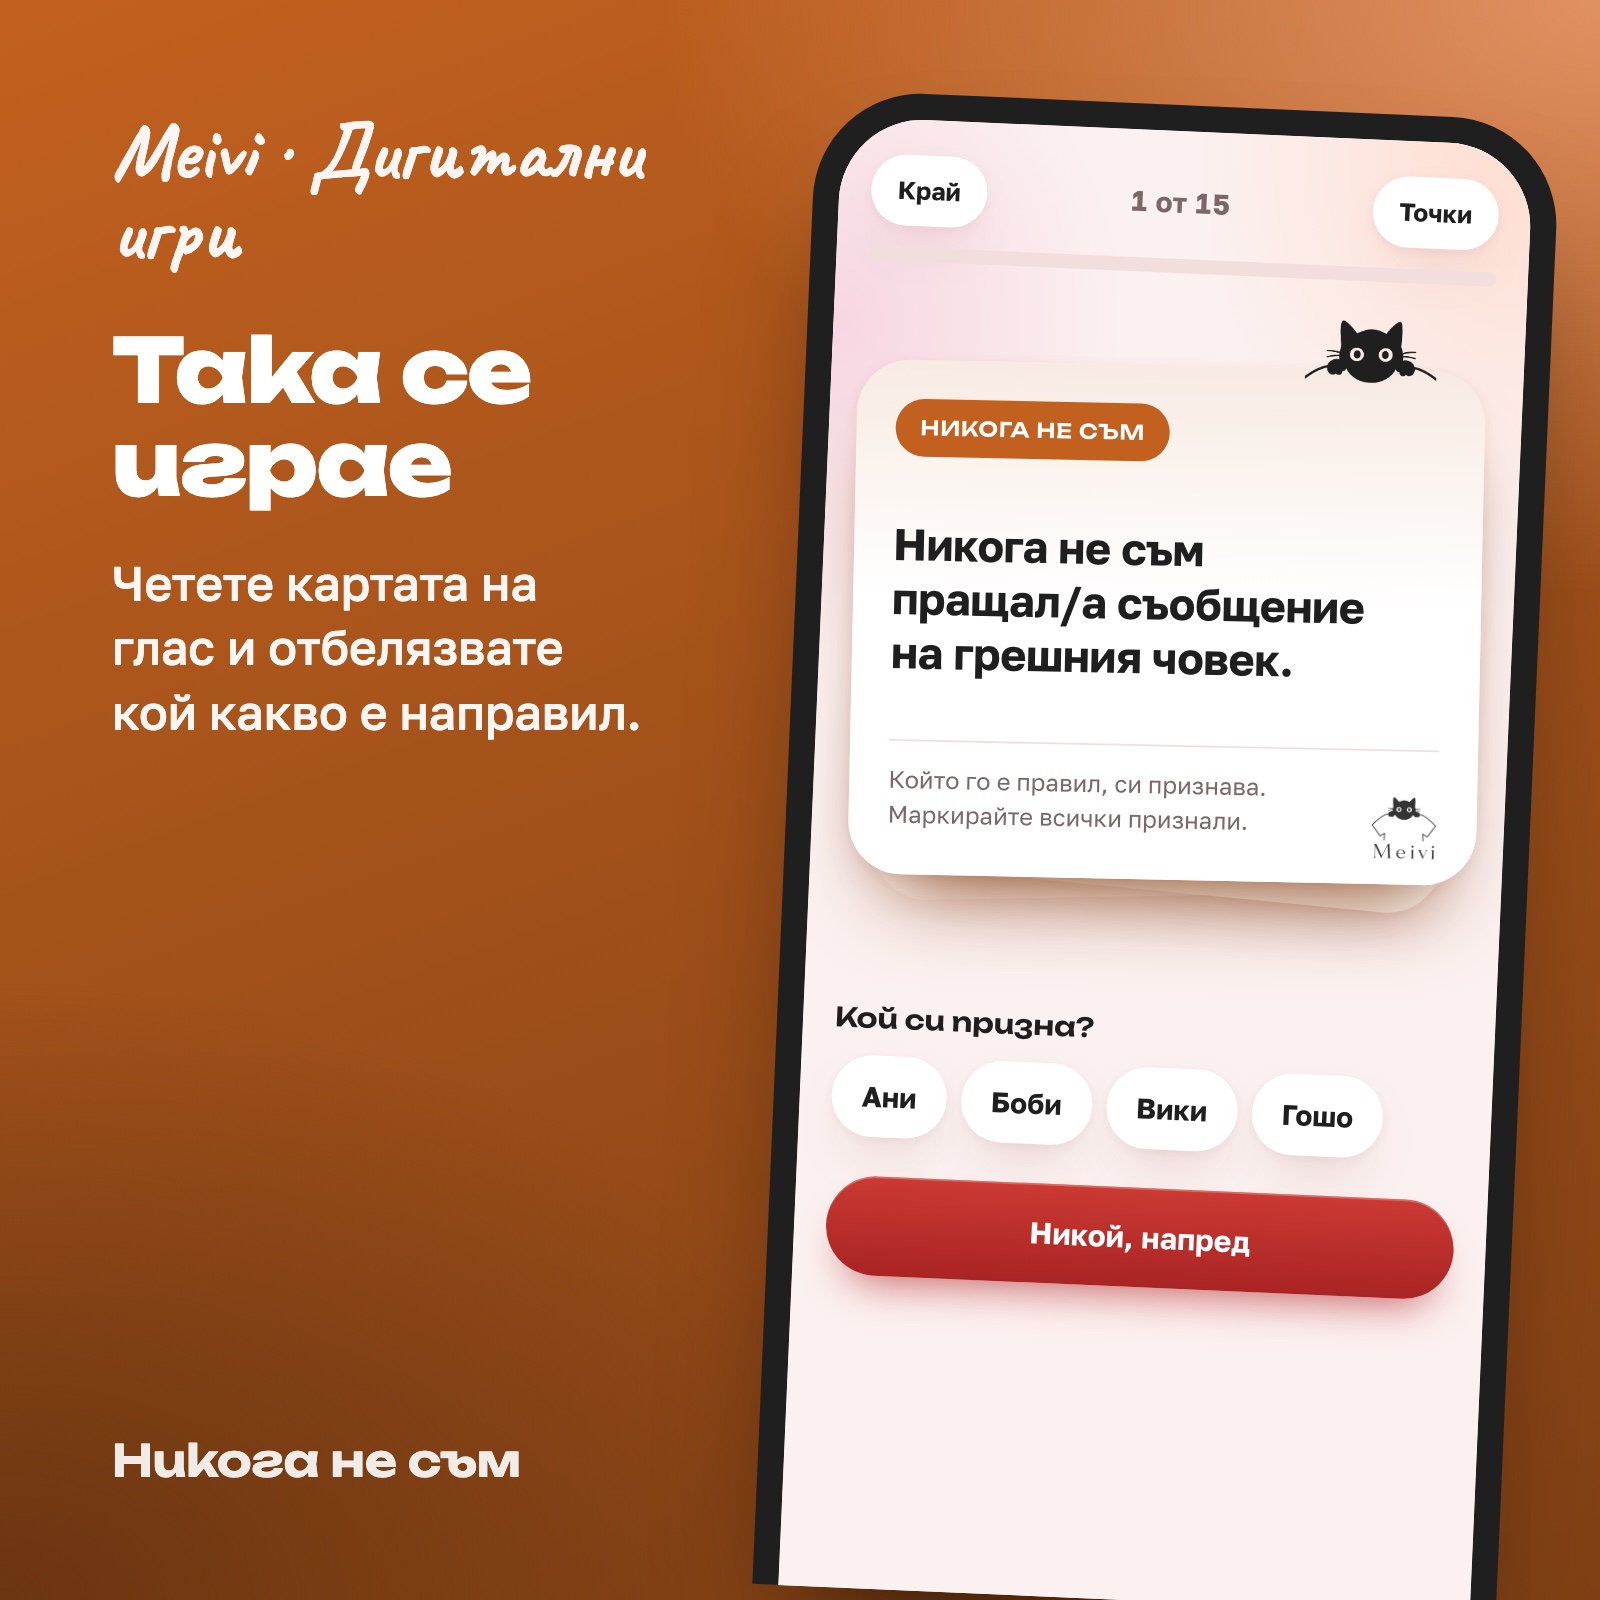 Meivi · Дигитални
игри
Така се
играе
Четете картата на
глас и отбелязвате
кой какво е направил.
Никога не съм
Край
1 от 15
Точки
НИКОГА НЕ СЪМ
Никога не съм
пращал/а съобщение
на грешния човек.
Който го е правил, си признава.
Маркирайте всички признали.
Meivi
Кой си призна?
Ани
Боби
Вики
Гошо
Никой, напред